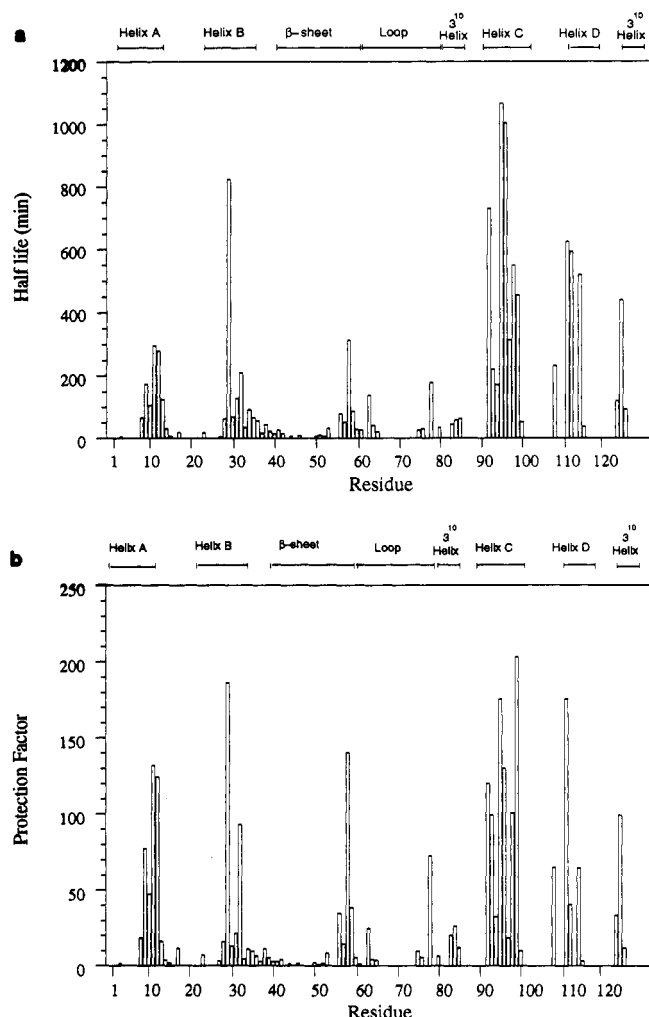 a
Helix A Helix B β-sheet Loop 3 10 Helix Helix C Helix D 3 10 Helix
1200
1000
800
600
400
200
0
Half life (min)
1 10 20 30 40 50 60 70 80 90 100 110 120
Residue
b
Helix A Helix B β-sheet Loop 3 10 Helix Helix C Helix D 3 10 Helix
250
200
150
100
50
0
Protection Factor
1 10 20 30 40 50 60 70 80 90 100 110 120
Residue